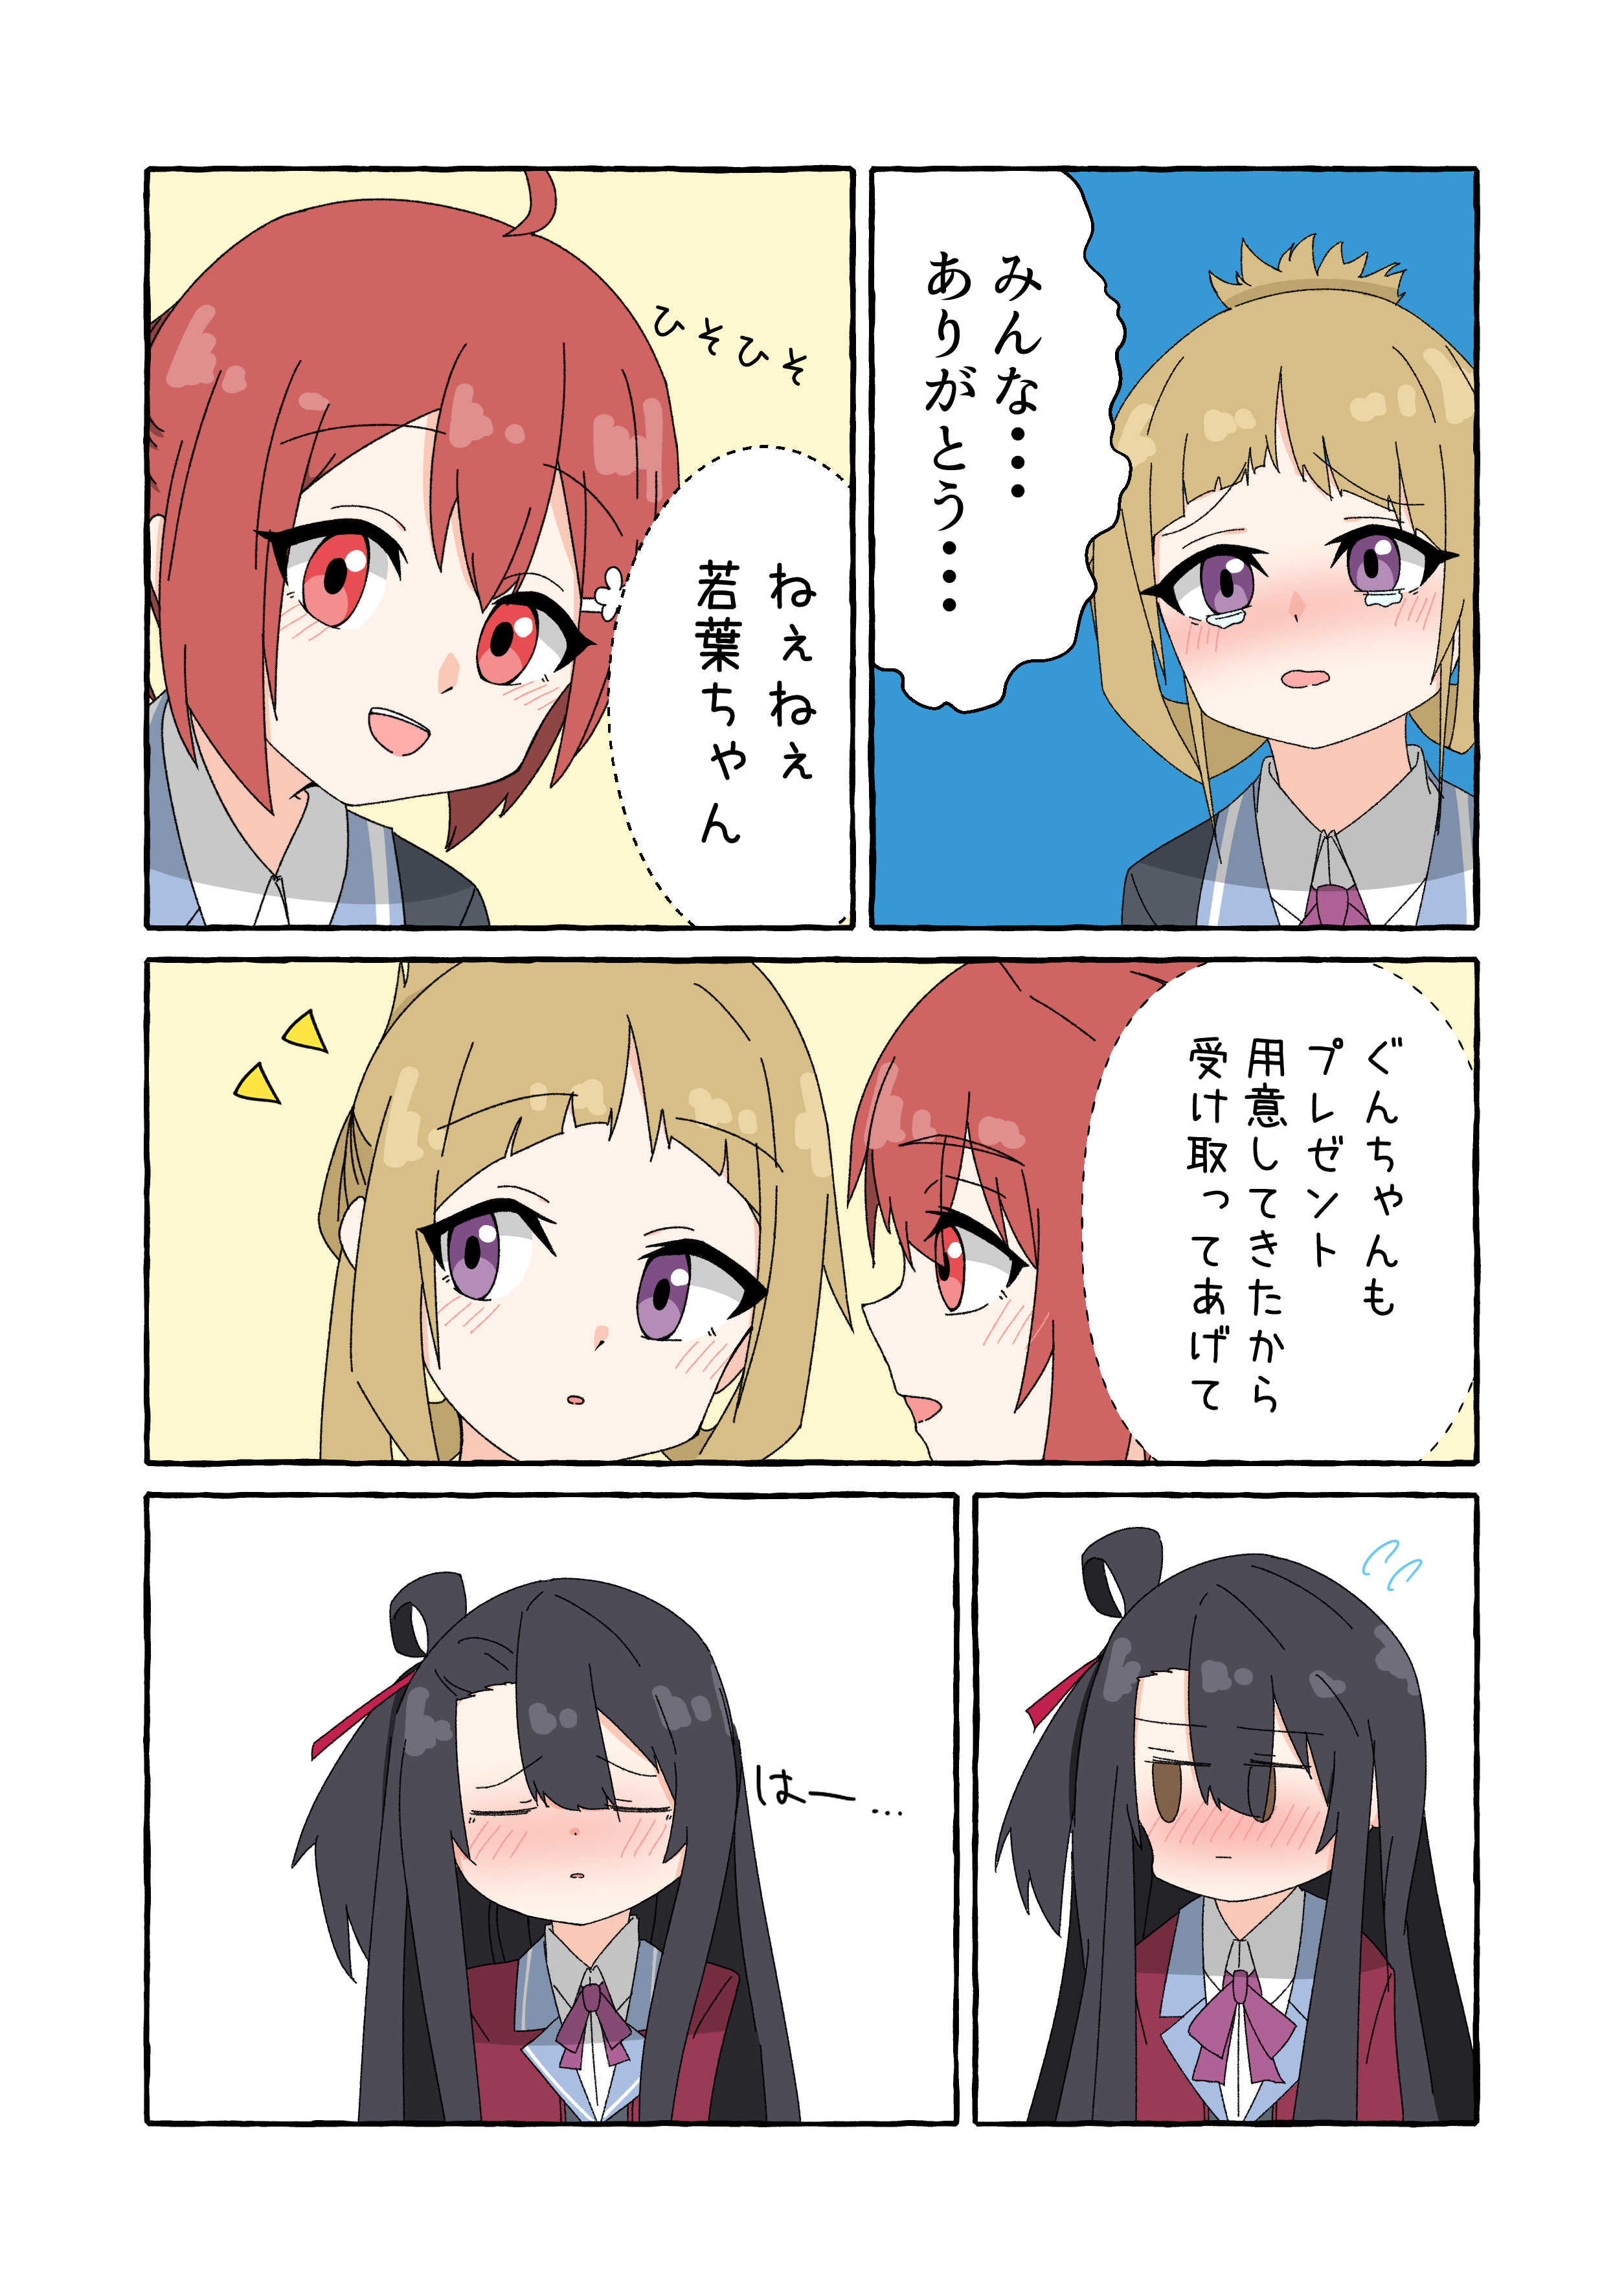 みんな・・・
ありがとう・・・
ひそひそ
ねぇねぇ
若葉ちゃん
ぐんちゃんも
プレゼント
用意してきたから
受け取ってあげて
はー…